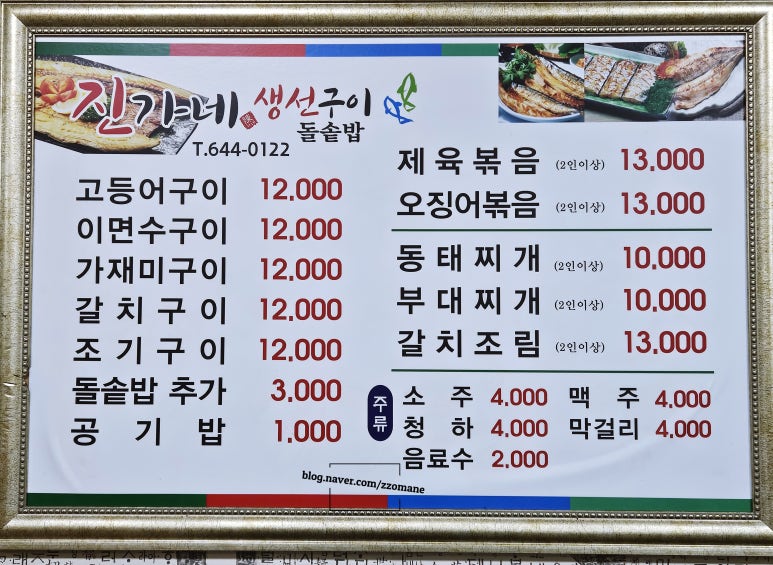 진갸네 생선구이
돌솥밥
T.644-0122
고등어구이 12,000
이면수구이 12,000
가재미구이 12,000
갈치구이 12,000
조기구이 12,000
돌솥밥 추가 3,000
공기밥 1,000
제육볶음 (2인이상) 13,000
오징어볶음 (2인이상) 13,000
동태찌개 (2인이상) 10,000
부대찌개 (2인이상) 10,000
갈치조림 (2인이상) 13,000
주류
소주 4,000 맥주 4,000
청하 4,000 막걸리 4,000
음료수 2,000
blog.naver.com/zzomane